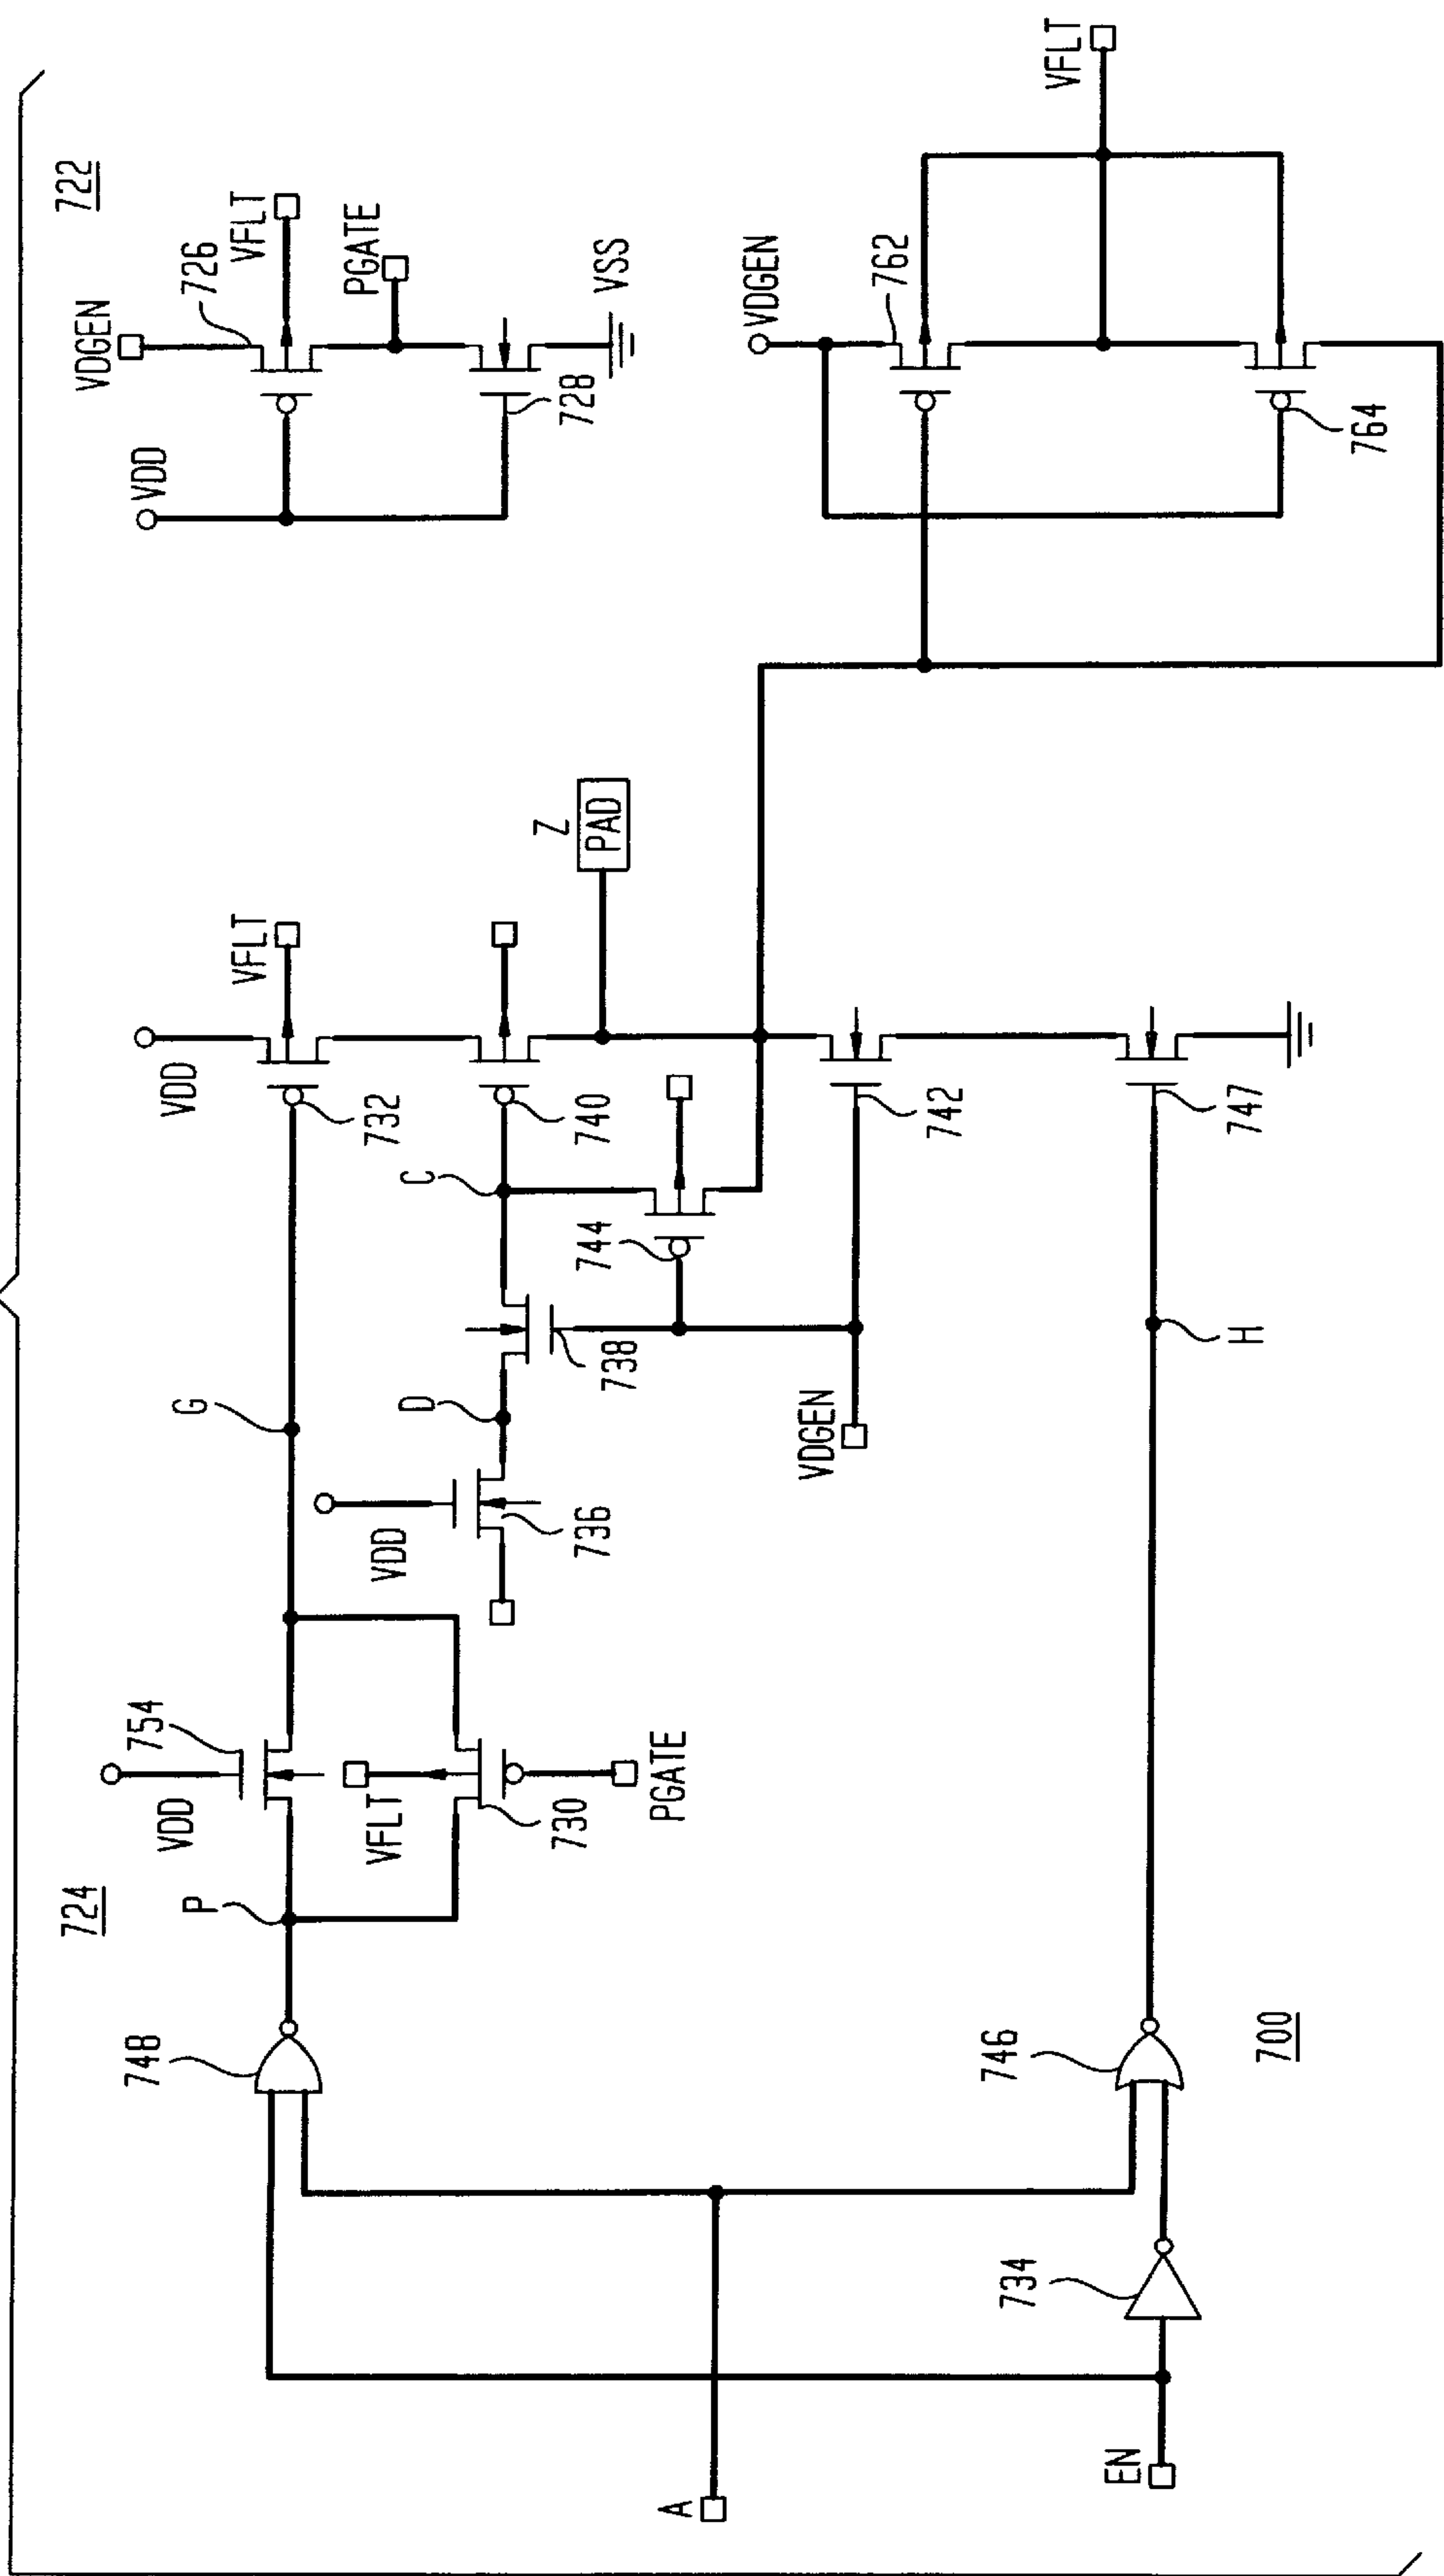 722
VDGEN
726
VFLT
VDD
PGATE
728
VSS
VDGEN
762
VFLT
764
VDD
VFLT
732
Z
PAD
C
740
744
742
747
G
D
738
VDGEN
H
VDD
736
754
VDD
VFLT
730
PGATE
724
P
748
746
700
734
A
EN